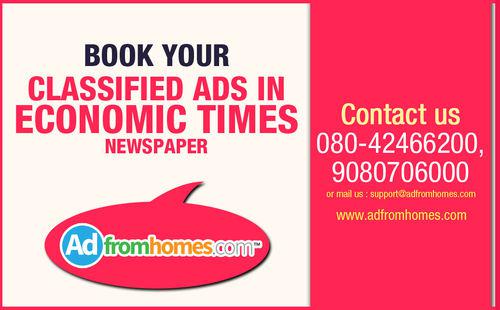 BOOK YOUR
CLASSIFIED ADS IN
ECONOMIC TIMES
NEWSPAPER
Adfromhomes.com™
Contact us
080-42466200,
9080706000
or mail us : support@adfromhomes.com
www.adfromhomes.com